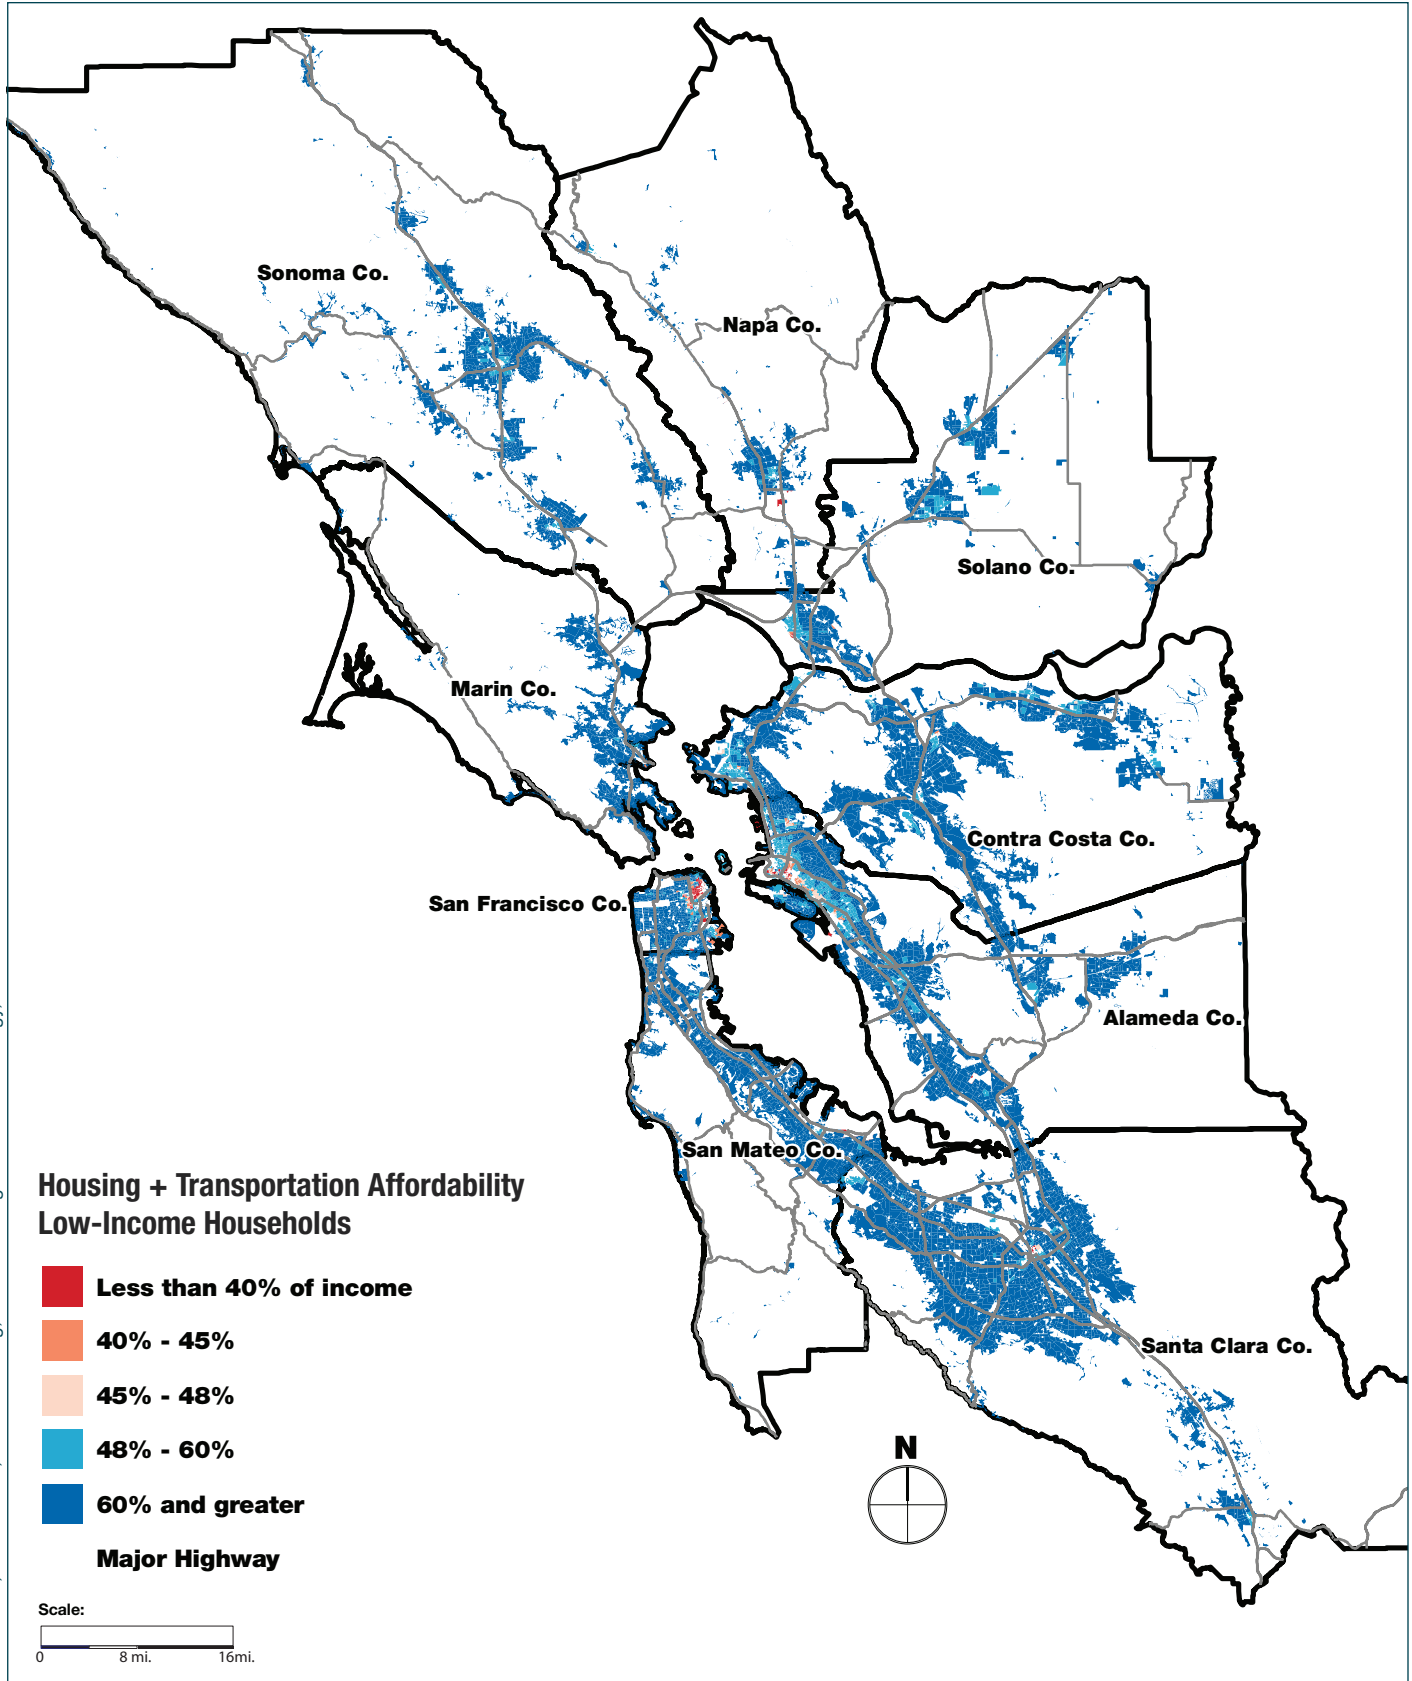 Sonoma Co.
Napa Co.
Solano Co.
Marin Co.
Contra Costa Co.
San Francisco Co.
Alameda Co.
San Mateo Co.
Housing + Transportation Affordability
Low-Income Households
Less than 40% of income
40% - 45%
45% - 48%
48% - 60%
60% and greater
Major Highway
Santa Clara Co.
N
Scale:
0 8 mi. 16mi.